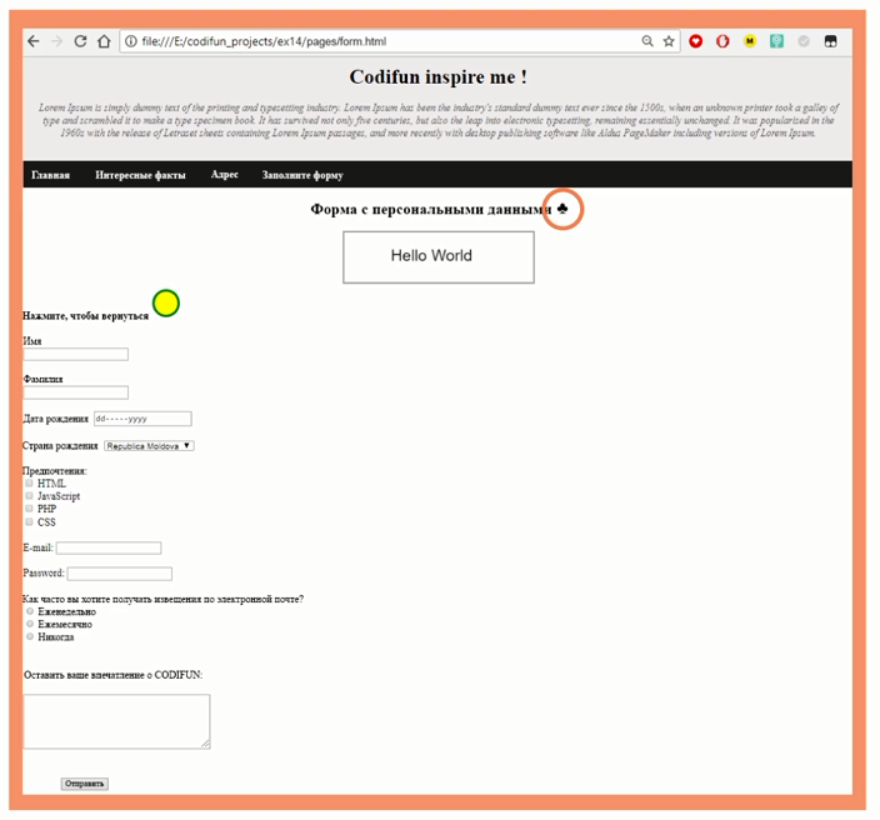 file:///E:/codifun_projects/ex14/pages/form.html
Codifun inspire me !
Lorem Ipsum is simply dummy text of the printing and typesetting industry. Lorem Ipsum has been the industry's standard dummy text ever since the 1500s, when an unknown printer took a galley of
type and scrambled it to make a type specimen book. It has survived not only five centuries, but also the leap into electronic typesetting, remaining essentially unchanged. It was popularized in the
1960s with the release of Letraset sheets containing Lorem Ipsum passages, and more recently with desktop publishing software like Aldus PageMaker including versions of Lorem Ipsum.
Главная Интересные факты Адрес Заполните форму
Форма с персональными данными ♣
Hello World
Нажмите, чтобы вернуться
Имя
Фамилия
Дата рождения dd-----yyyy
Страна рождения Republica Moldova ▼
Предпочтения:
HTML
JavaScript
PHP
CSS
E-mail:
Password:
Как часто вы хотите получать извещения по электронной почте?
Еженедельно
Ежемесячно
Никогда
Оставить ваше впечатление о CODIFUN:
Отправить